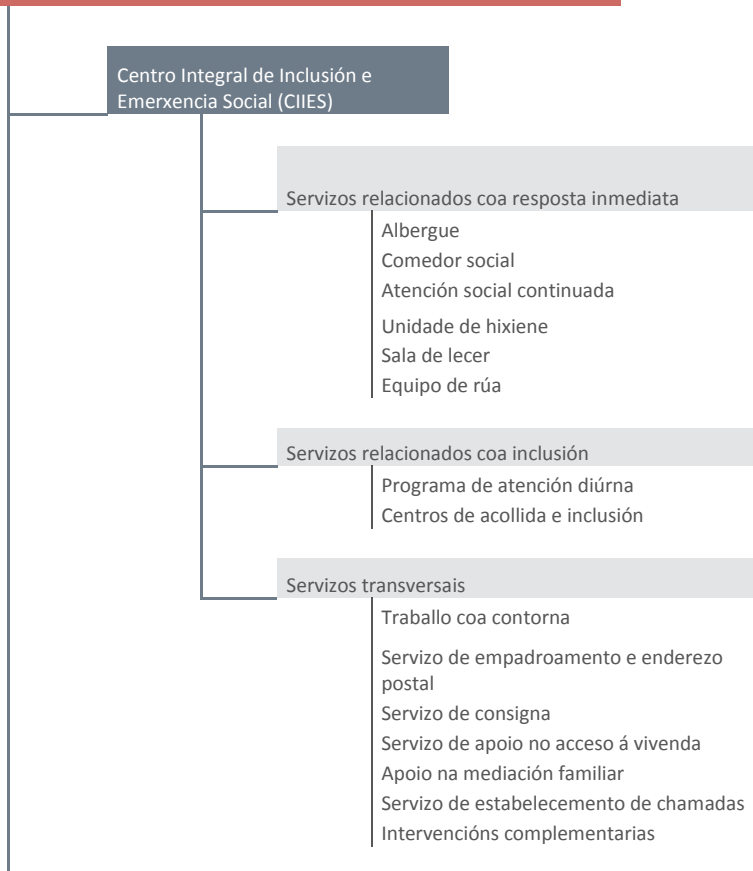 Centro Integral de Inclusión e
Emerxencia Social (CIIES)
Servizos relacionados coa resposta inmediata
Albergue
Comedor social
Atención social continuada
Unidade de hixiene
Sala de lecer
Equipo de rúa
Servizos relacionados coa inclusión
Programa de atención diúrna
Centros de acollida e inclusión
Servizos transversais
Traballo coa contorna
Servizo de empadroamento e enderezo
postal
Servizo de consigna
Servizo de apoio no acceso á vivenda
Apoio na mediación familiar
Servizo de estabelecemento de chamadas
Intervencións complementarias